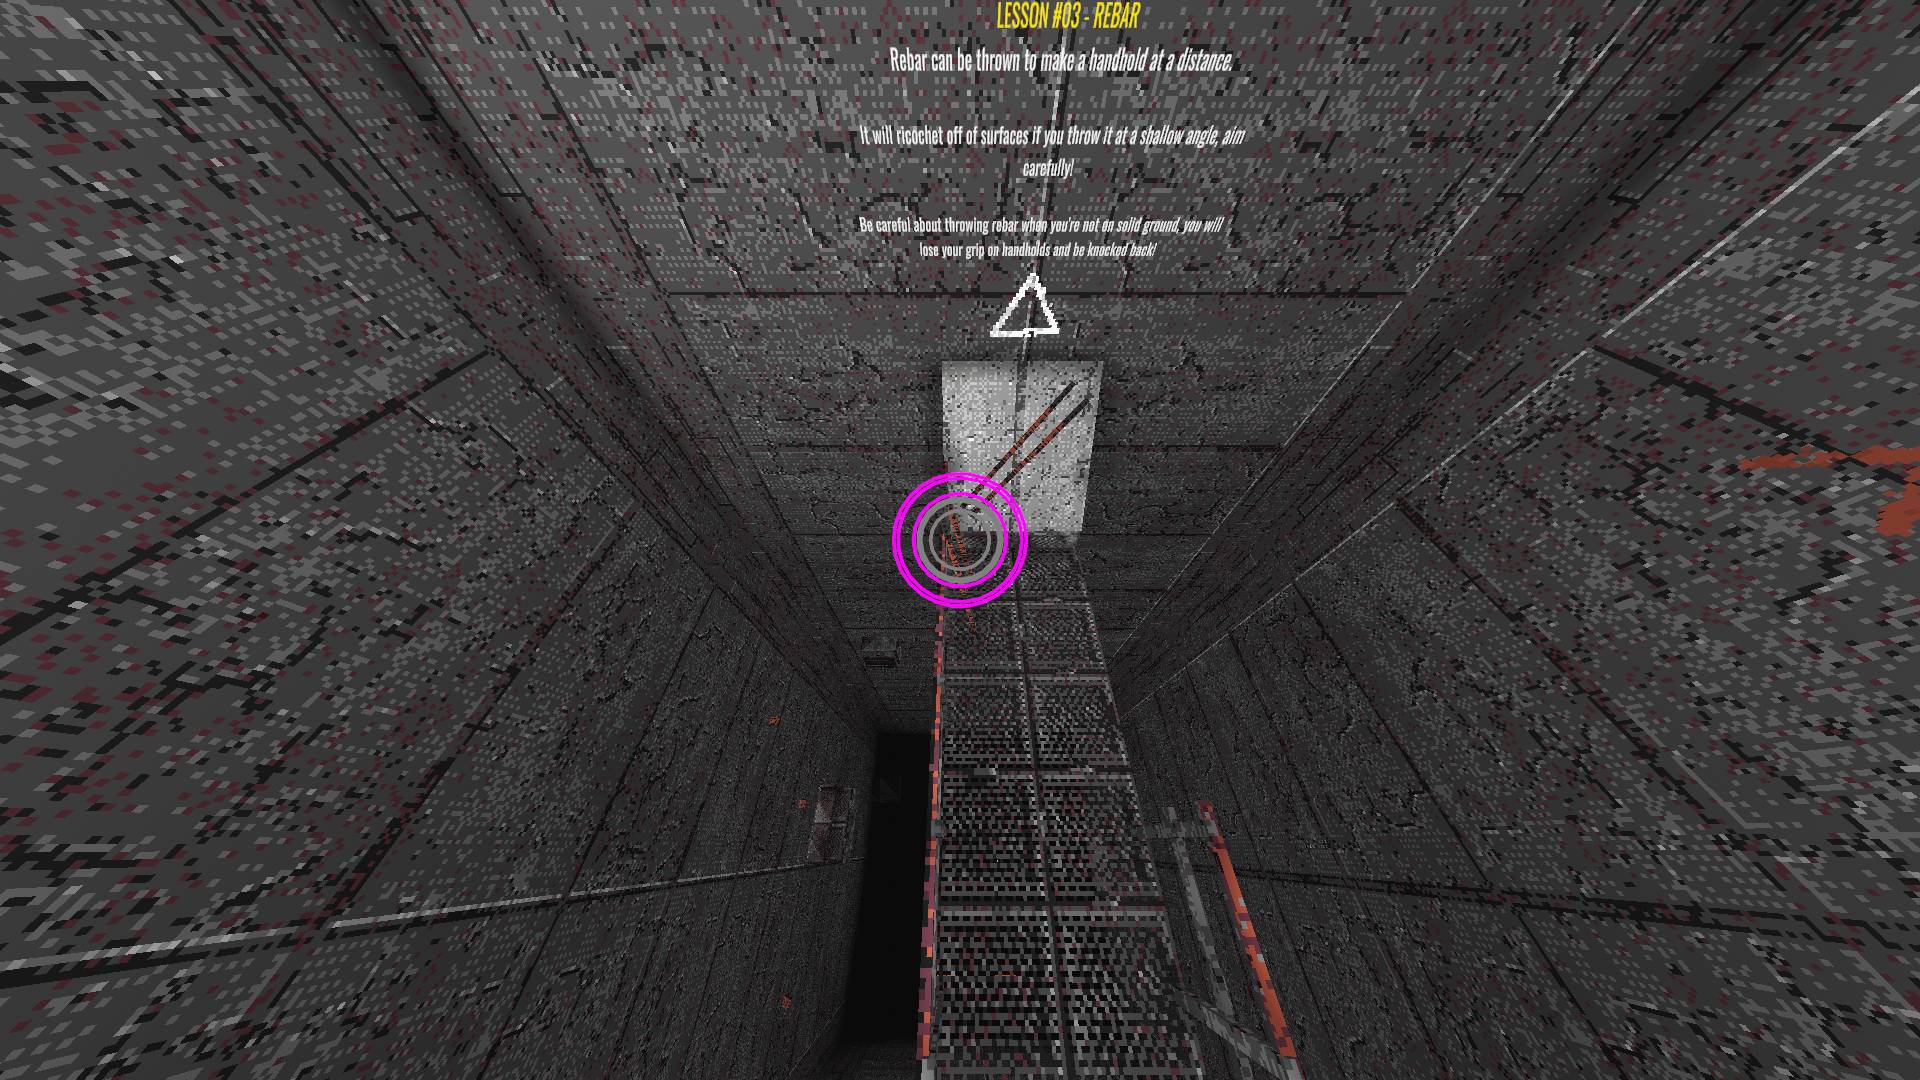 LESSON #03 - REBAR
Rebar can be thrown to make a handhold at a distance.
It will ricochet off of surfaces if you throw it at a shallow angle, aim
carefully!
Be careful about throwing rebar when you're not on solid ground, you will
lose your grip on handholds and be knocked back!